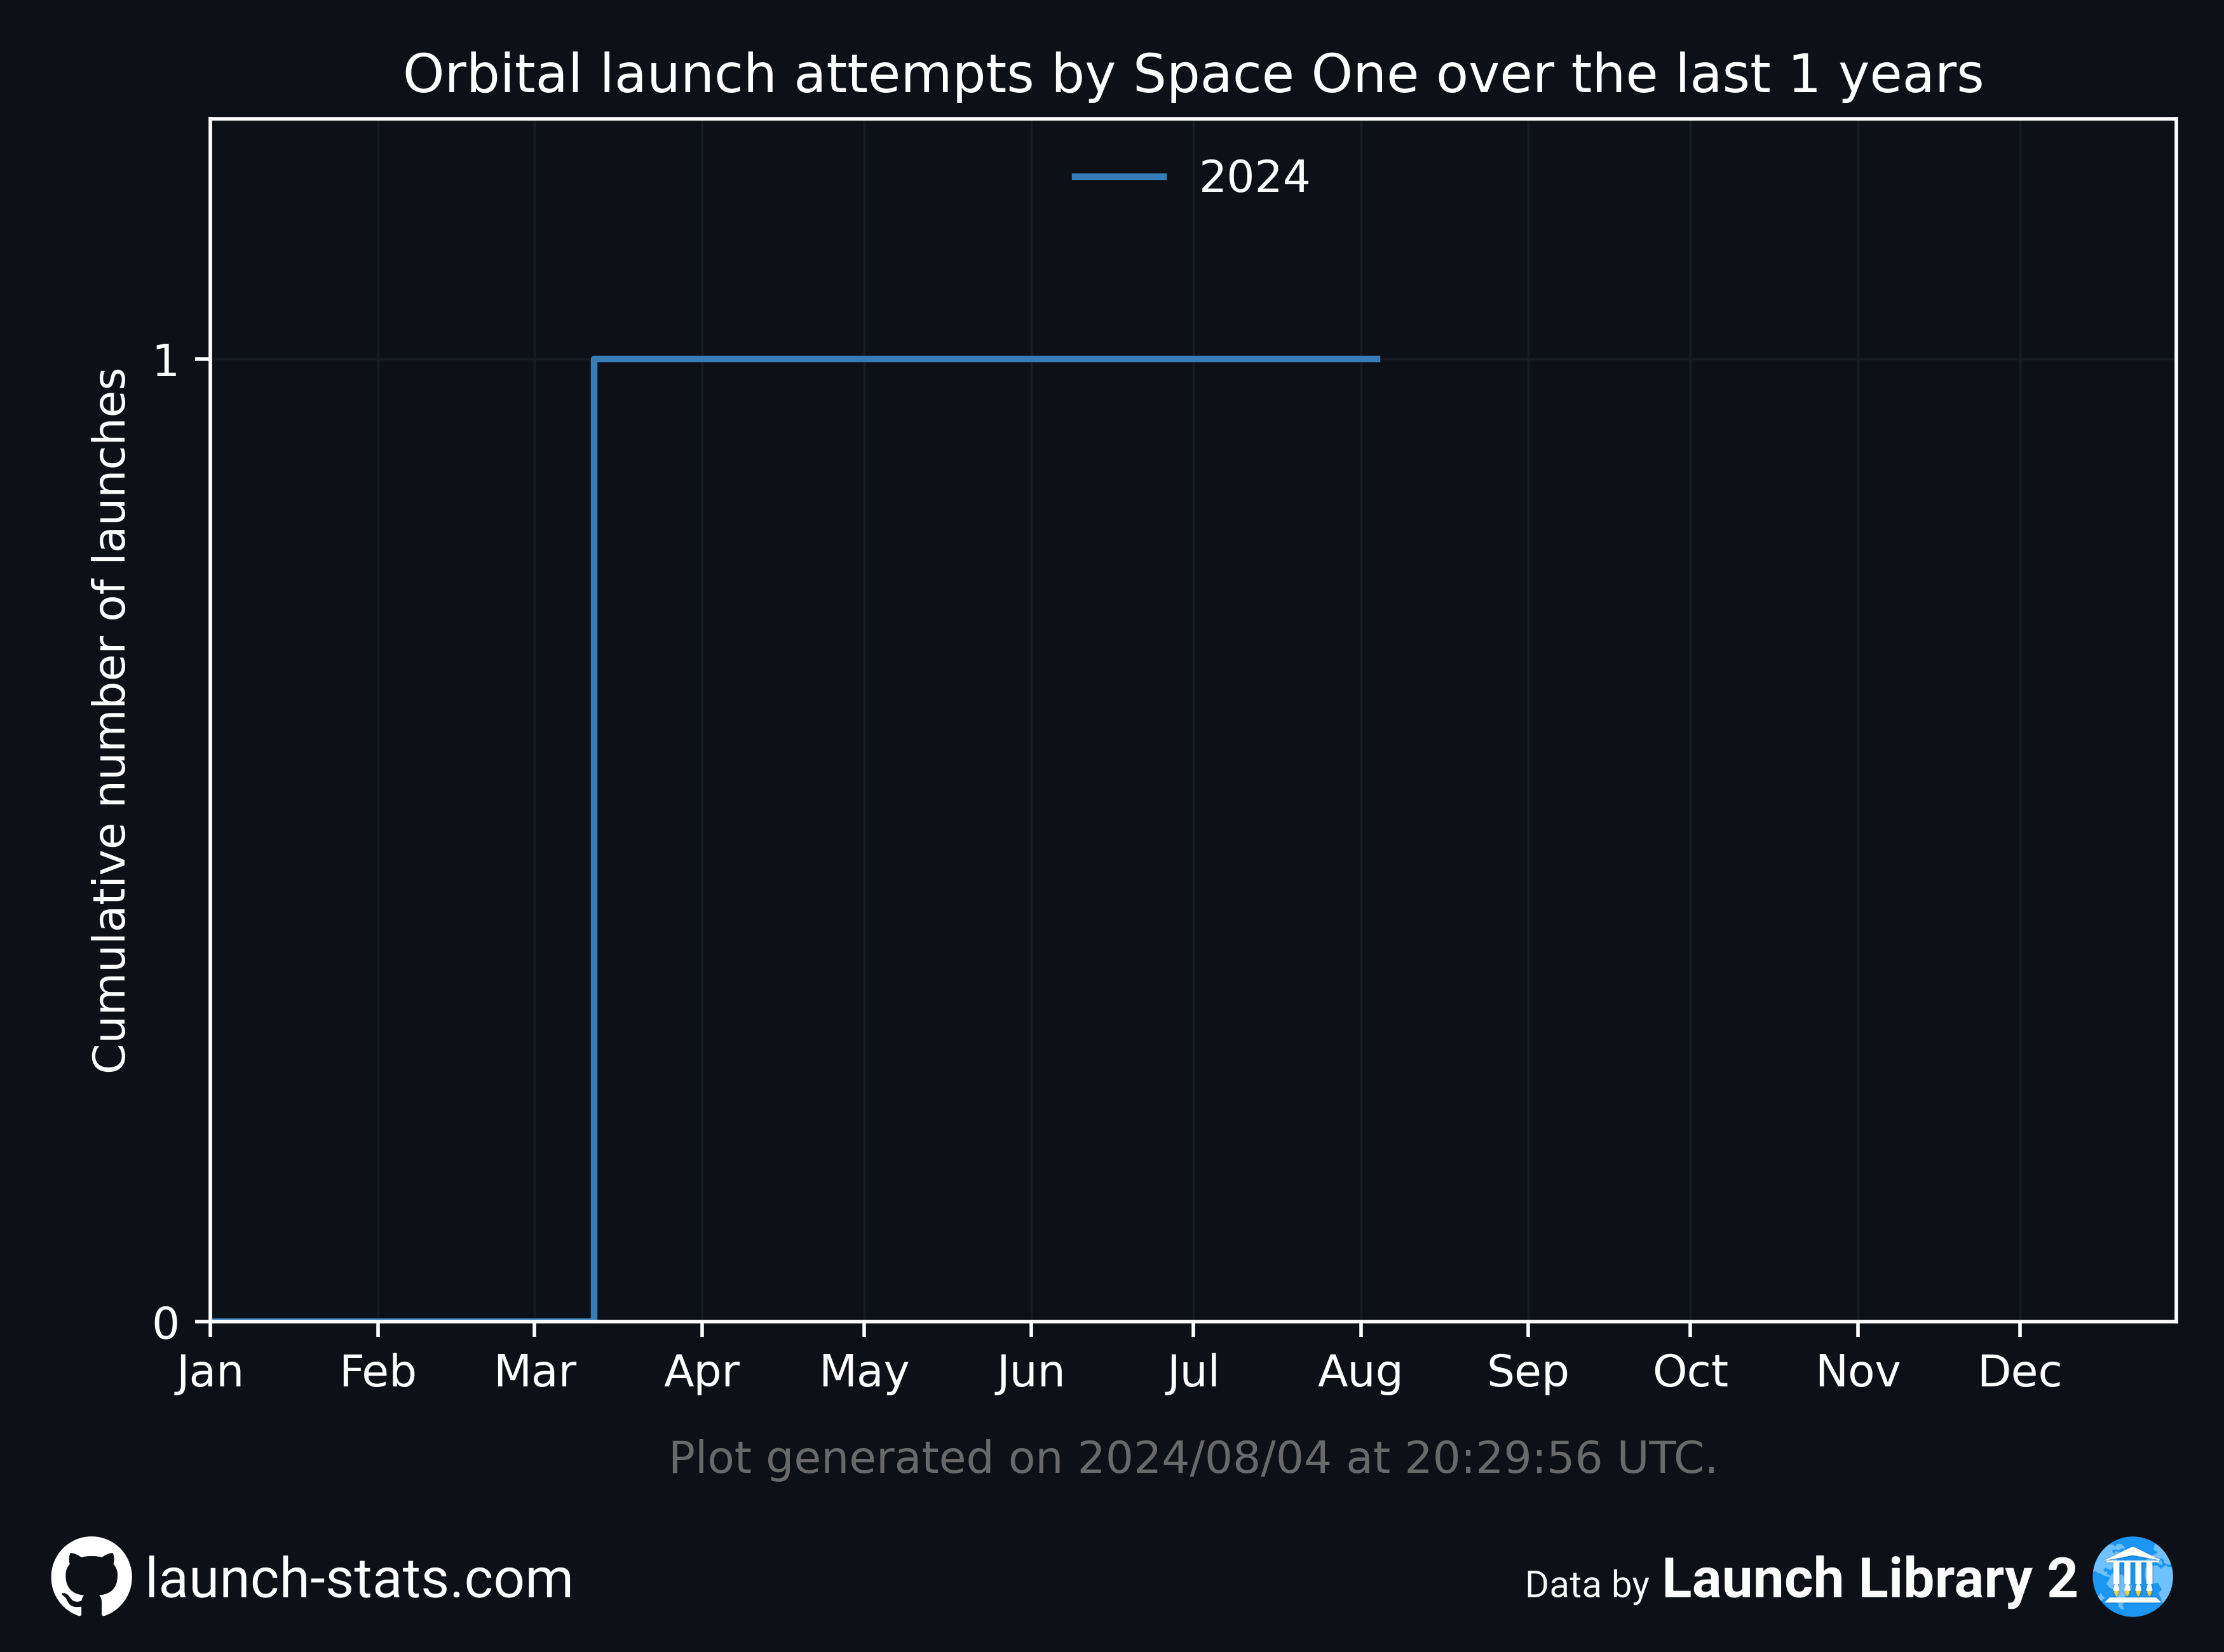 Orbital launch attempts by Space One over the last 1 years
2024
Cumulative number of launches
1
0
Jan Feb Mar Apr May Jun Jul Aug Sep Oct Nov Dec
Plot generated on 2024/08/04 at 20:29:56 UTC.
launch-stats.com
Data by Launch Library 2